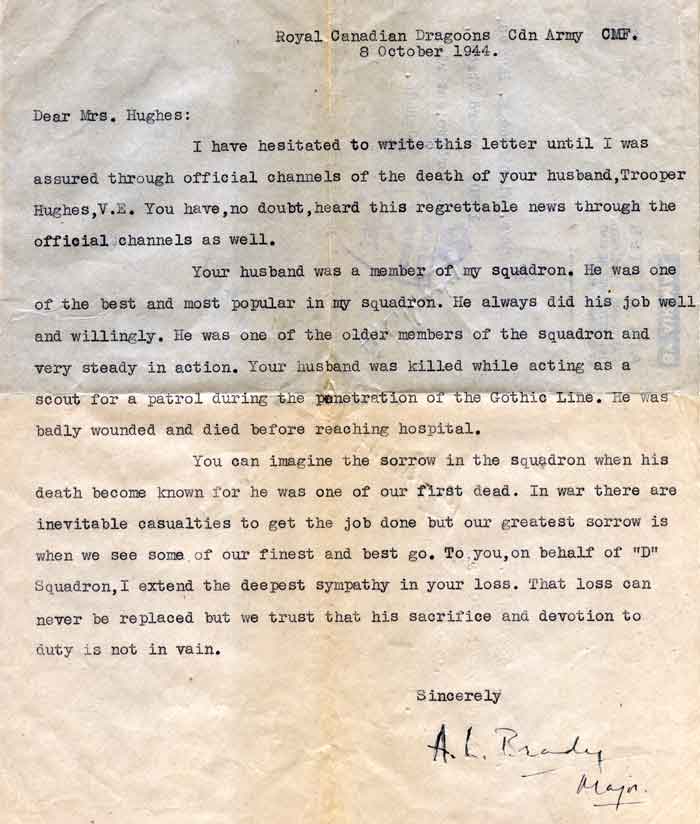 Royal Canadian Dragoons Cdn Army CMF.
8 October 1944.
Dear Mrs. Hughes:
I have hesitated to write this letter until I was
assured through official channels of the death of your husband,Trooper
Hughes,V.E. You have,no doubt,heard this regrettable news through the
official channels as well.
Your husband was a member of my squadron. He was one
of the best and most popular in my squadron. He always did his job well
and willingly. He was one of the older members of the squadron and
very steady in action. Your husband was killed while acting as a
scout for a patrol during the penetration of the Gothic Line. He was
badly wounded and died before reaching hospital.
You can imagine the sorrow in the squadron when his
death become known for he was one of our first dead. In war there are
inevitable casualties to get the job done but our greatest sorrow is
when we see some of our finest and best go. To you,on behalf of "D"
Squadron,I extend the deepest sympathy in your loss. That loss can
never be replaced but we trust that his sacrifice and devotion to
duty is not in vain.
Sincerely
A. L. Brady
Major.